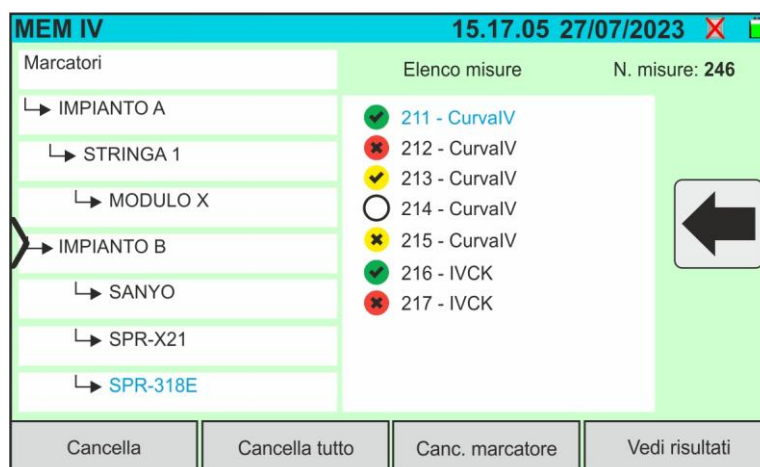 MEM IV 15.17.05 27/07/2023
Marcatori
IMPIANTO A
STRINGA 1
MODULO X
IMPIANTO B
SANYO
SPR-X21
SPR-318E
Elenco misure N. misure: 246
211 - CurvaIV
212 - CurvaIV
213 - CurvaIV
214 - CurvaIV
215 - CurvaIV
216 - IVCK
217 - IVCK
Cancella Cancella tutto Canc. marcatore Vedi risultati